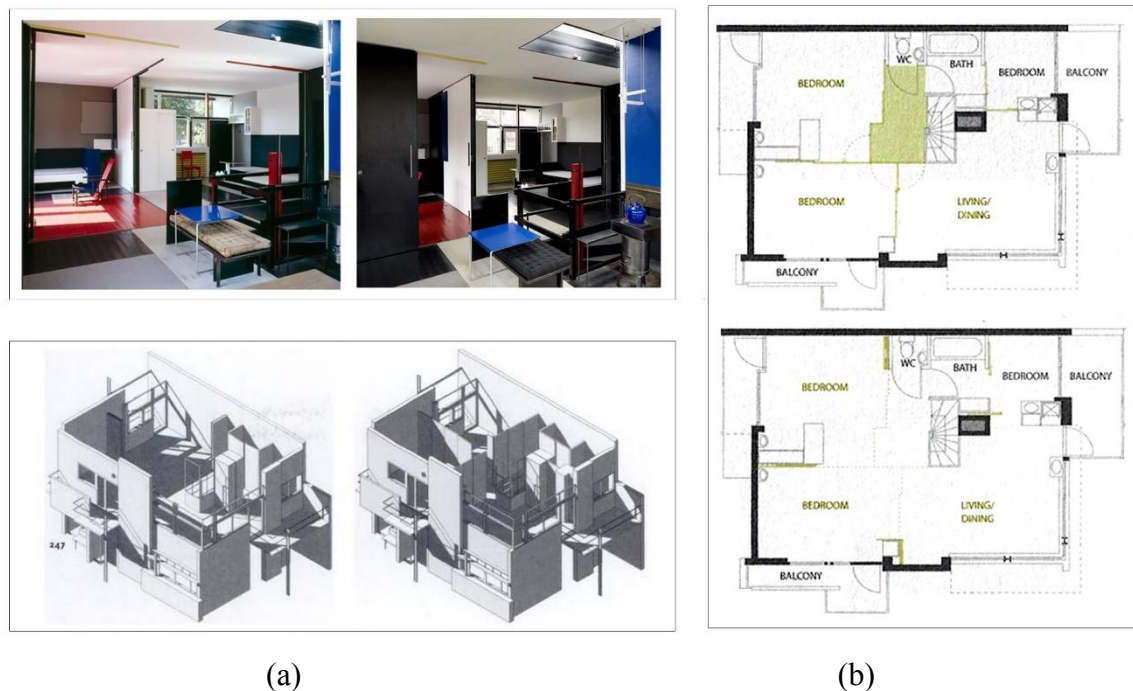 WC
BATH
BEDROOM
BEDROOM
BALCONY
BEDROOM
LIVING/
DINING
BALCONY
WC
BATH
BEDROOM
BEDROOM
BALCONY
BEDROOM
LIVING/
DINING
BALCONY
247
(a)
(b)